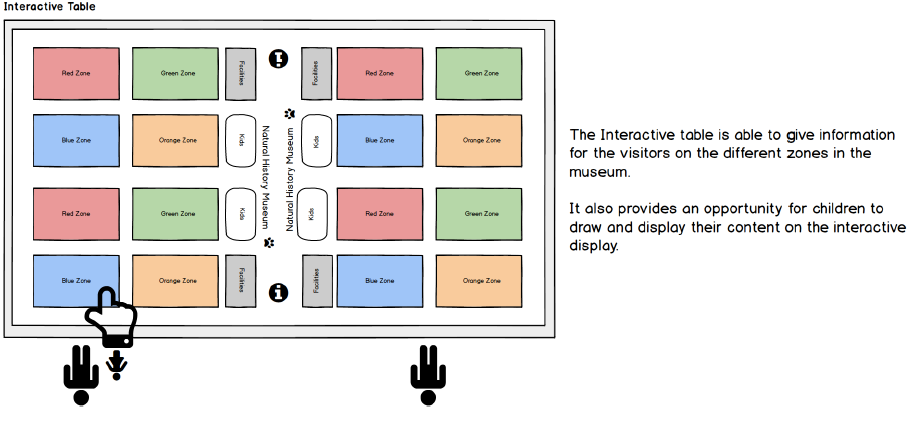 Interactive Table
Red Zone
Green Zone
Facilities
Facilities
Red Zone
Green Zone
Blue Zone
Orange Zone
Kids
Natural History Museum
Natural History Museum
Kids
Blue Zone
Orange Zone
Red Zone
Green Zone
Kids
Kids
Red Zone
Green Zone
Blue Zone
Orange Zone
Facilities
Facilities
Blue Zone
Orange Zone
The Interactive table is able to give information
for the visitors on the different zones in the
museum.
It also provides an opportunity for children to
draw and display their content on the interactive
display.